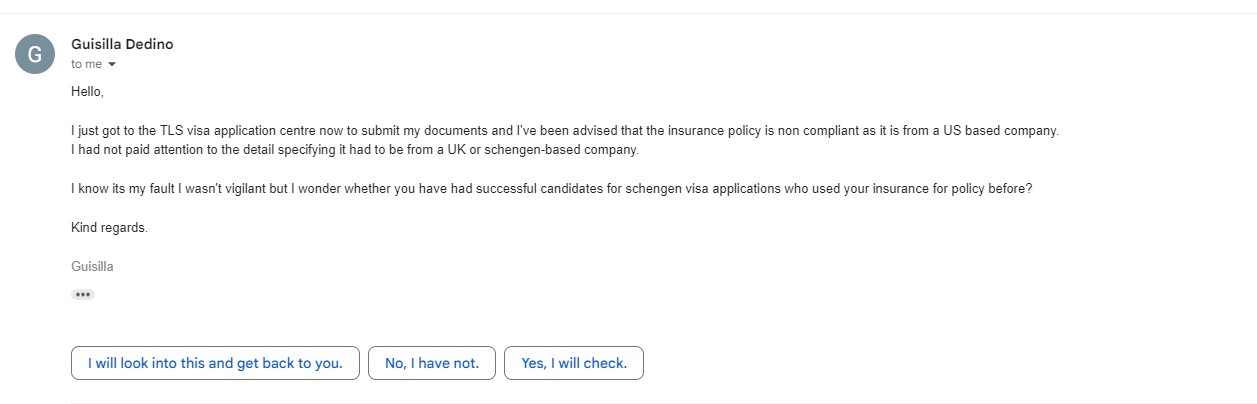 G
Guisilla Dedino
to me
Hello,
I just got to the TLS visa application centre now to submit my documents and I've been advised that the insurance policy is non compliant as it is from a US based company.
I had not paid attention to the detail specifying it had to be from a UK or schengen-based company.
I know its my fault I wasn't vigilant but I wonder whether you have had successful candidates for schengen visa applications who used your insurance for policy before?
Kind regards.
Guisilla
I will look into this and get back to you. No, I have not. Yes, I will check.